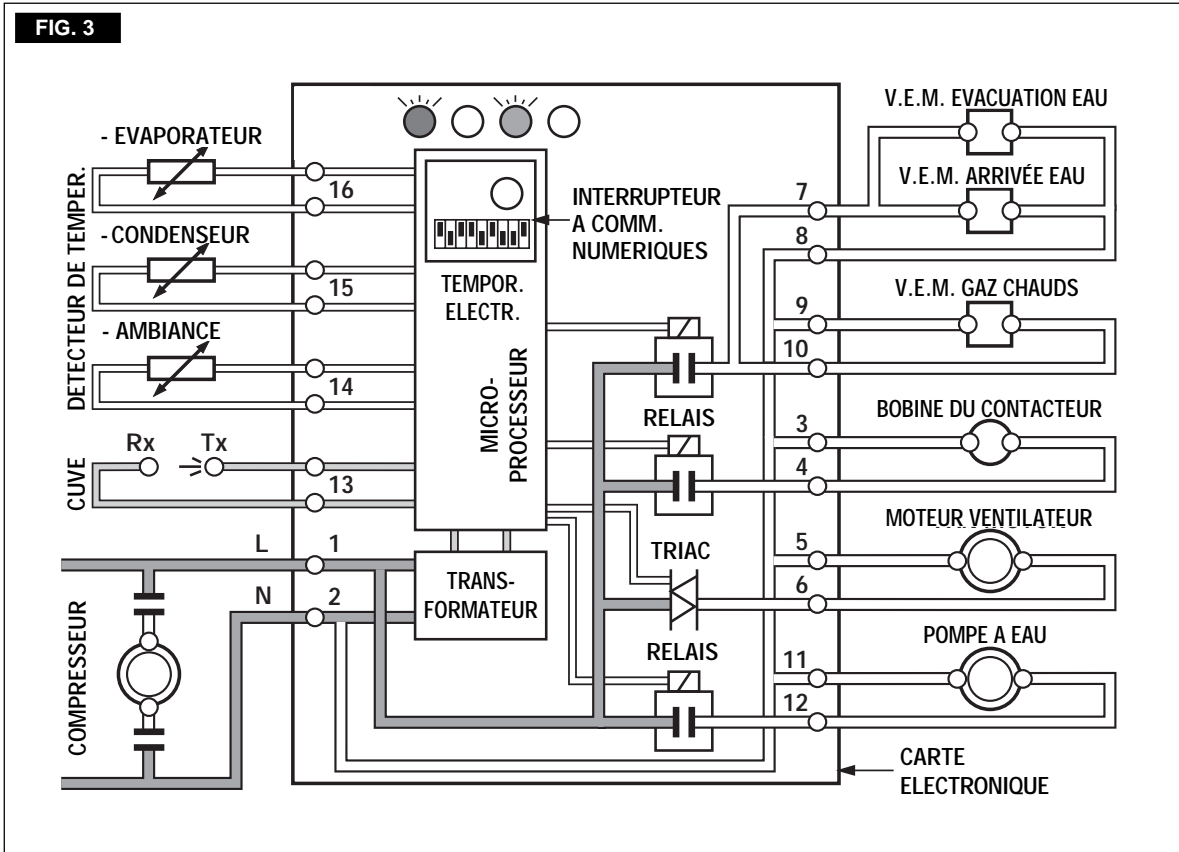 FIG. 3
- EVAPORATEUR
16
-CONDENSEUR
15
- AMBIANCE
14
DETECTEUR DE TEMPER.
Rx
Tx
13
CUVE
L
1
N
2
COMPRESSEUR
INTERRUPTEUR
A COMM.
NUMERIQUES
TEMPOR.
ELECTR.
MICRO-
PROCESSEUR
TRANS-
FORMATEUR
RELAIS
TRIAC
RELAIS
V.E.M. EVACUATION EAU
V.E.M. ARRIVÉE EAU
7
8
V.E.M. GAZ CHAUDS
9
10
BOBINE DU CONTACTEUR
3
4
MOTEUR VENTILATEUR
5
6
POMPE A EAU
11
12
CARTE
ELECTRONIQUE